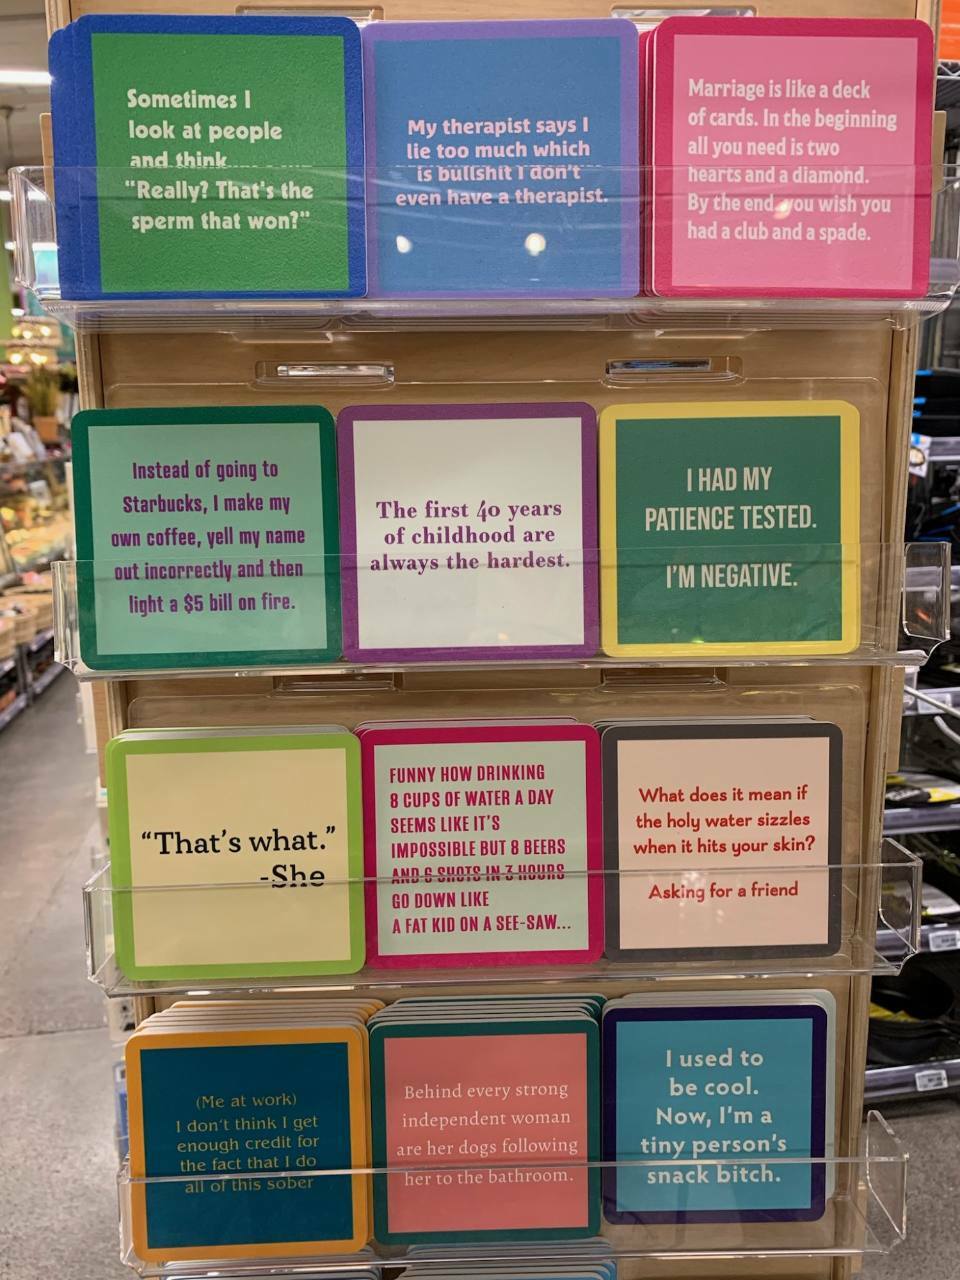 Sometimes I
look at people
and think
"Really? That's the
sperm that won?"
My therapist says I
lie too much which
is bullshit I don't
even have a therapist.
Marriage is like a deck
of cards. In the beginning
all you need is two
hearts and a diamond.
By the end you wish you
had a club and a spade.
Instead of going to
Starbucks, I make my
own coffee, yell my name
out incorrectly and then
light a $5 bill on fire.
The first 40 years
of childhood are
always the hardest.
I HAD MY
PATIENCE TESTED.
I'M NEGATIVE.
“That’s what.”
-She
FUNNY HOW DRINKING
8 CUPS OF WATER A DAY
SEEMS LIKE IT'S
IMPOSSIBLE BUT 8 BEERS
AND 6 SHOTS IN 3 HOURS
GO DOWN LIKE
A FAT KID ON A SEE-SAW...
What does it mean if
the holy water sizzles
when it hits your skin?
Asking for a friend
(Me at work)
I don't think I get
enough credit for
the fact that I do
all of this sober
Behind every strong
independent woman
are her dogs following
her to the bathroom.
I used to
be cool.
Now, I'm a
tiny person's
snack bitch.